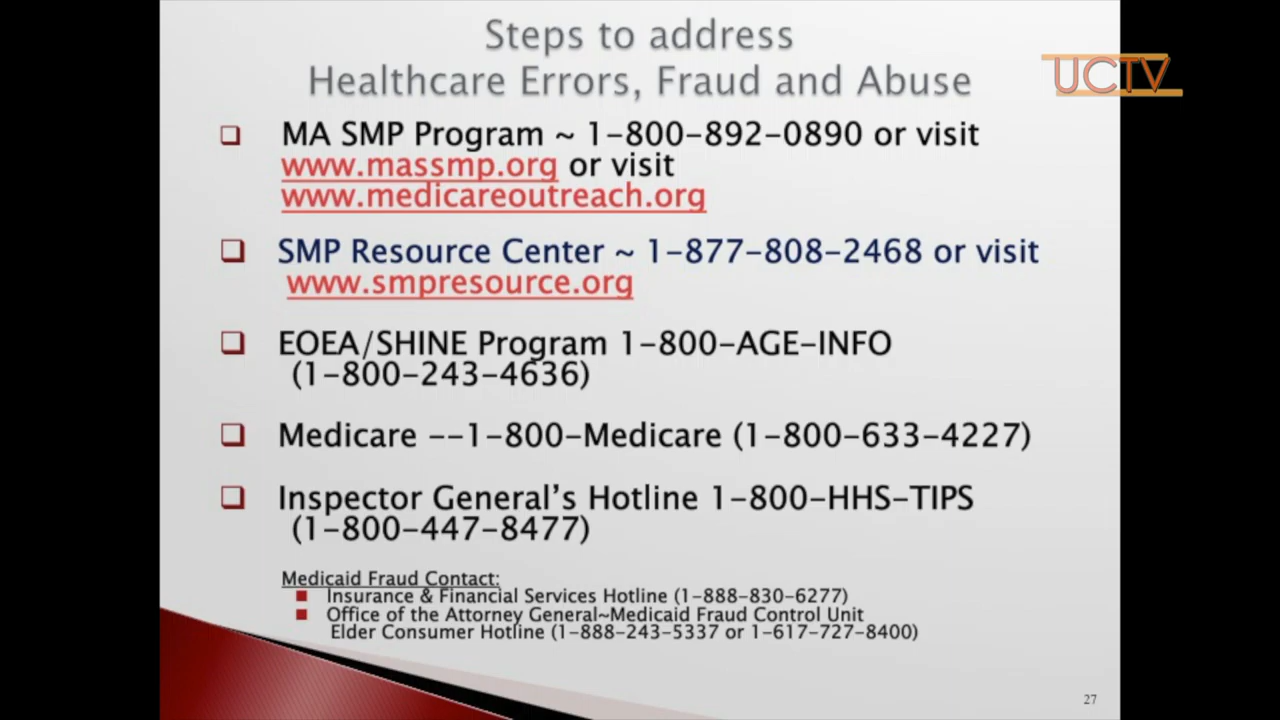 Steps to address
Healthcare Errors, Fraud and Abuse
UCTV
MA SMP Program ~ 1-800-892-0890 or visit
www.massmp.org or visit
www.medicareoutreach.org
SMP Resource Center ~ 1-877-808-2468 or visit
www.smpresource.org
EOEA/SHINE Program 1-800-AGE-INFO
(1-800-243-4636)
Medicare --1-800-Medicare (1-800-633-4227)
Inspector General's Hotline 1-800-HHS-TIPS
(1-800-447-8477)
Medicaid Fraud Contact:
Insurance & Financial Services Hotline (1-888-830-6277)
Office of the Attorney General~Medicaid Fraud Control Unit
Elder Consumer Hotline (1-888-243-5337 or 1-617-727-8400)
27